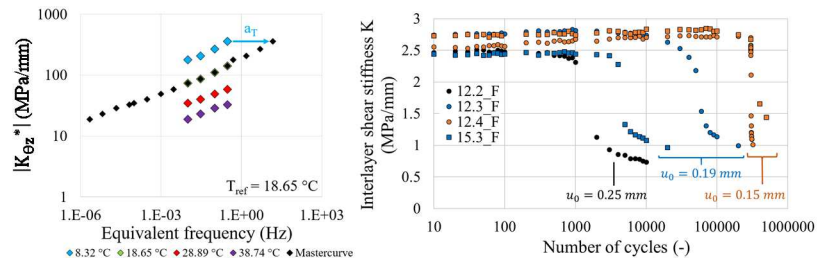 |K₀z*| (MPa/mm)
1000
100
10
1
a_T
T_ref = 18.65 °C
1.E-06
1.E-03
1.E+00
1.E+03
Equivalent frequency (Hz)
8.32 °C
18.65 °C
28.89 °C
38.74 °C
Mastercurve
Interlayer shear stiffness K
(MPa/mm)
3
2.5
2
1.5
1
0.5
0
12.2_F
12.3_F
12.4_F
15.3_F
u₀ = 0.25 mm
u₀ = 0.19 mm
u₀ = 0.15 mm
10
100
1000
10000
100000
1000000
Number of cycles (-)